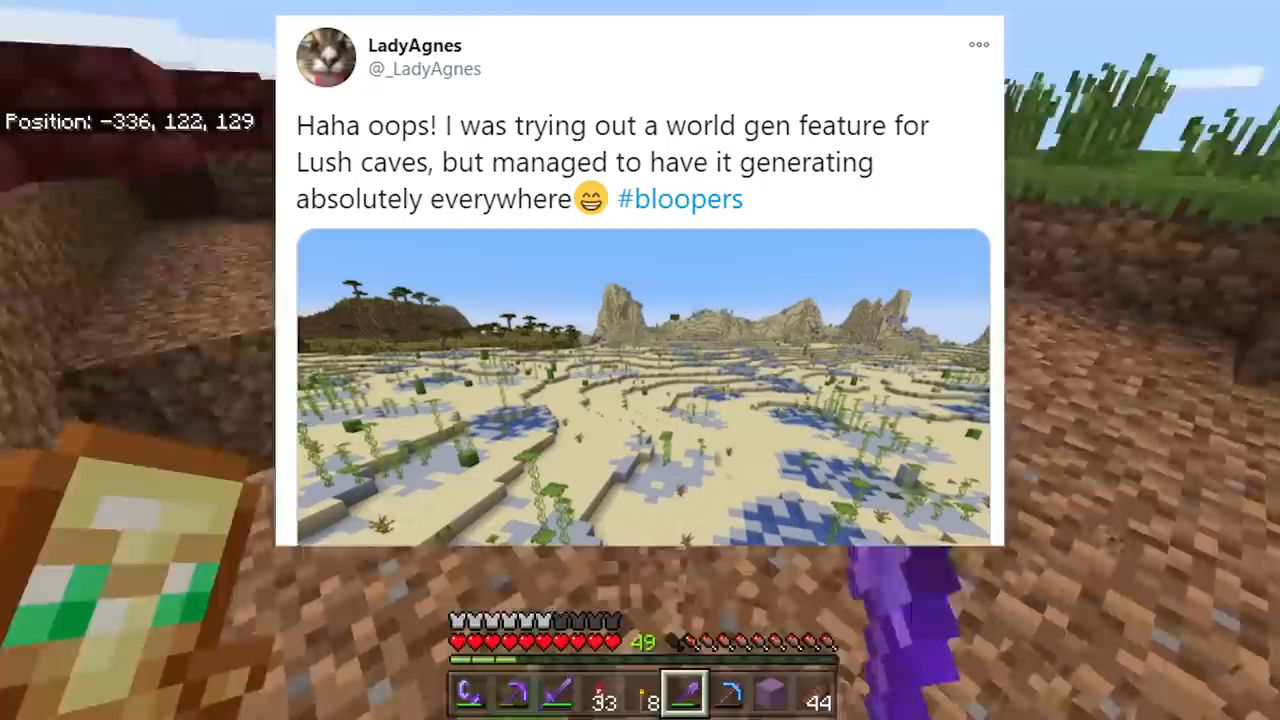 LadyAgnes
@_LadyAgnes
Position: -336, 122, 129
Haha oops! I was trying out a world gen feature for
Lush caves, but managed to have it generating
absolutely everywhere😁 #bloopers
49
33 8 44